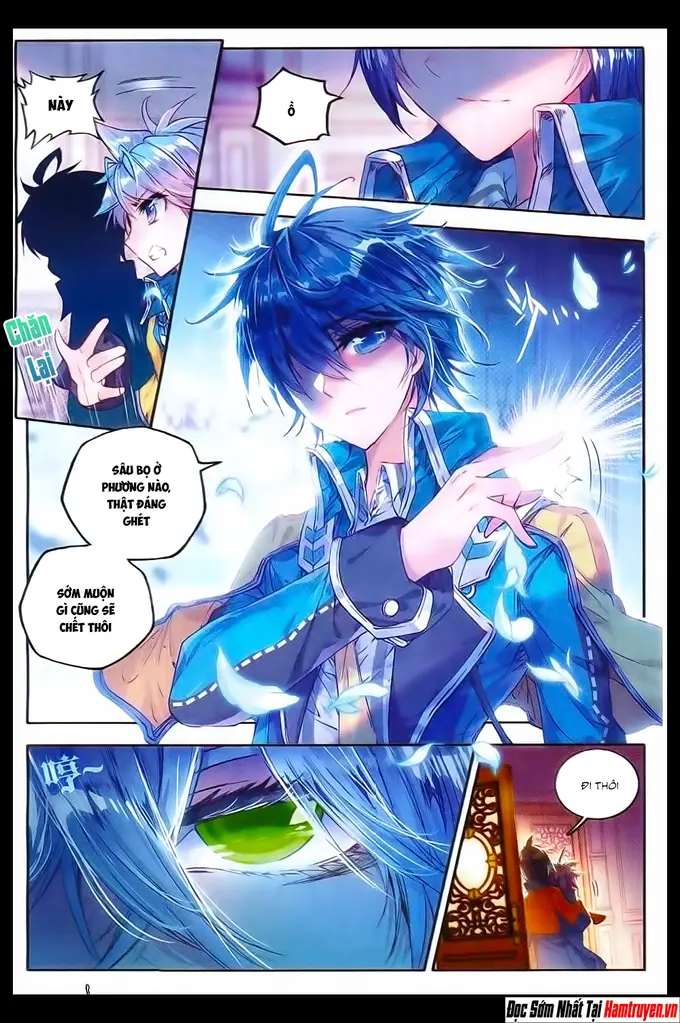 NÀY
Ồ
Chặn
Lại
SÂU BỌ Ở
PHƯƠNG NÀO,
THẬT ĐÁNG
GHÉT
SỚM MUỘN
GÌ CŨNG SẼ
CHẾT THÔI
哼~
ĐI THÔI
Đọc Sớm Nhất Tại Hamtruyen.vn